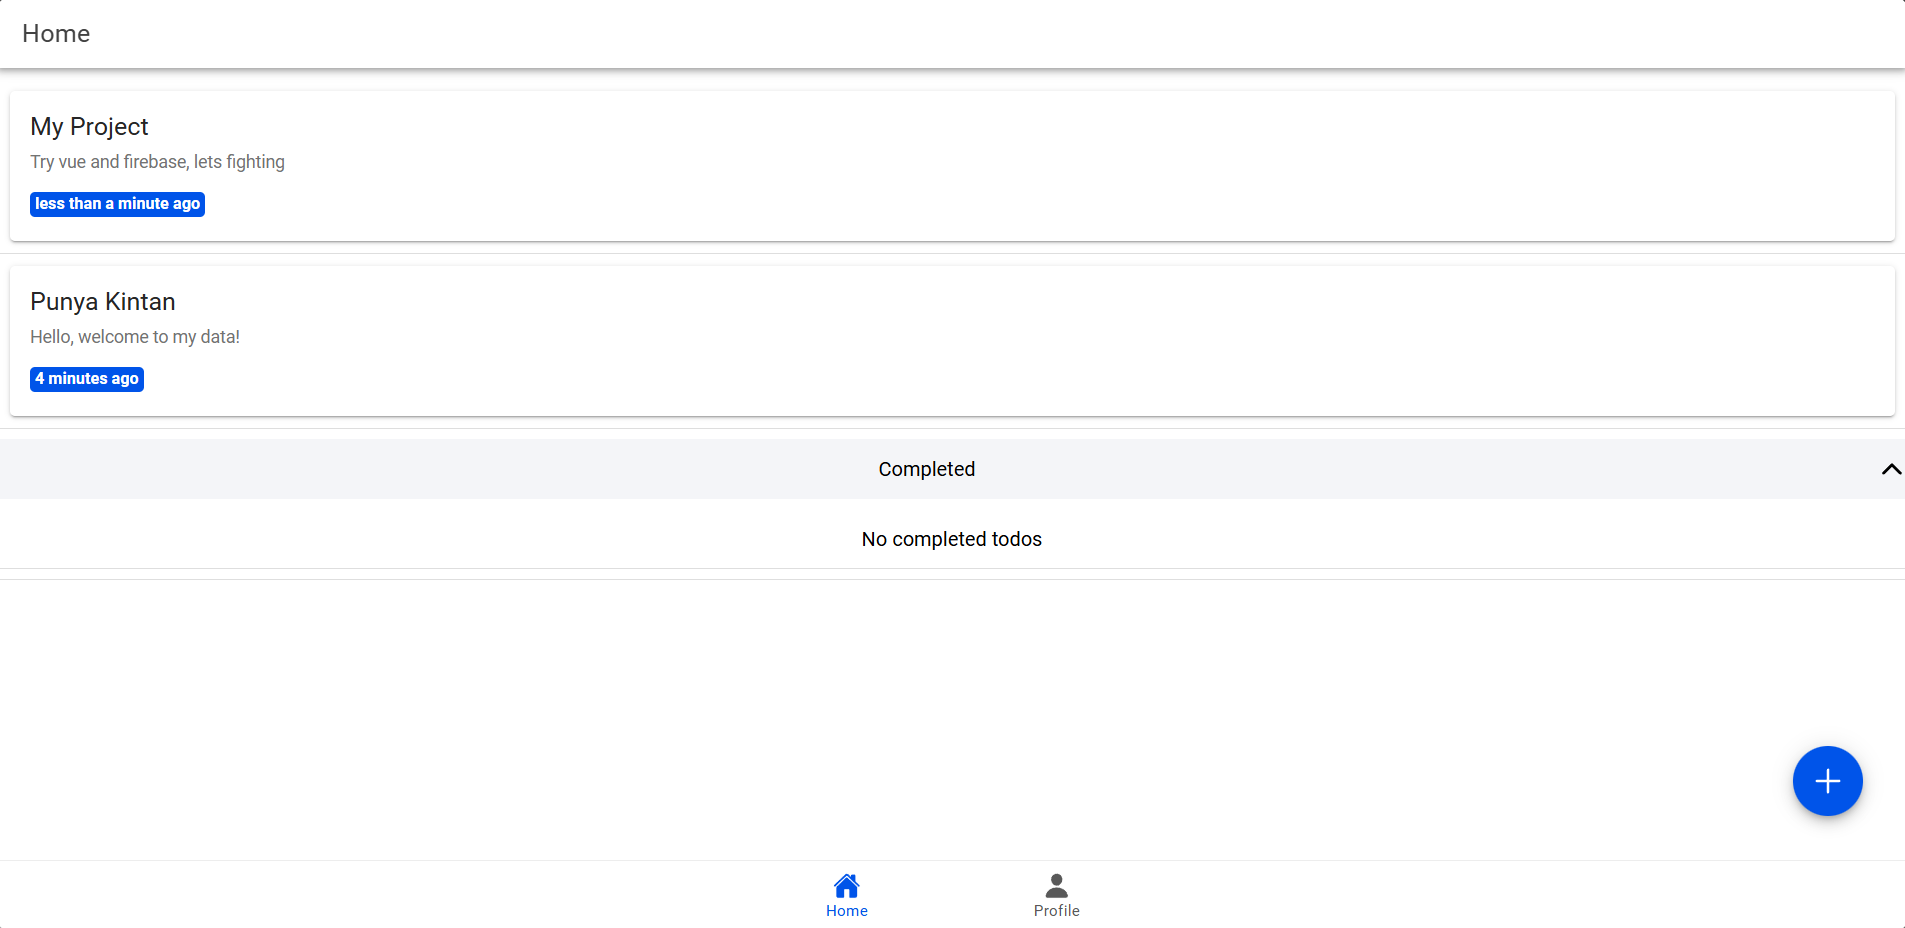 Home
My Project
Try vue and firebase, lets fighting
less than a minute ago
Punya Kintan
Hello, welcome to my data!
4 minutes ago
Completed
No completed todos
Home
Profile